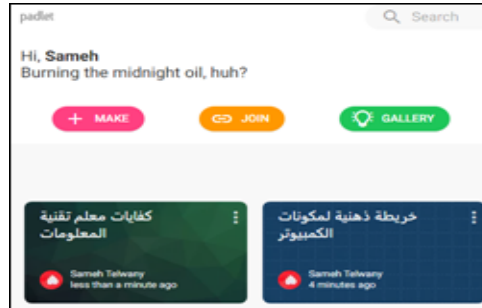 padlet
Search
Hi, Sameh
Burning the midnight oil, huh?
MAKE
JOIN
GALLERY
كفايات معلم تقنية
المعلومات
Sameh Telwany
less than a minute ago
خريطة ذهنية لمكونات
الكمبيوتر
Sameh Telwany
4 minutes ago